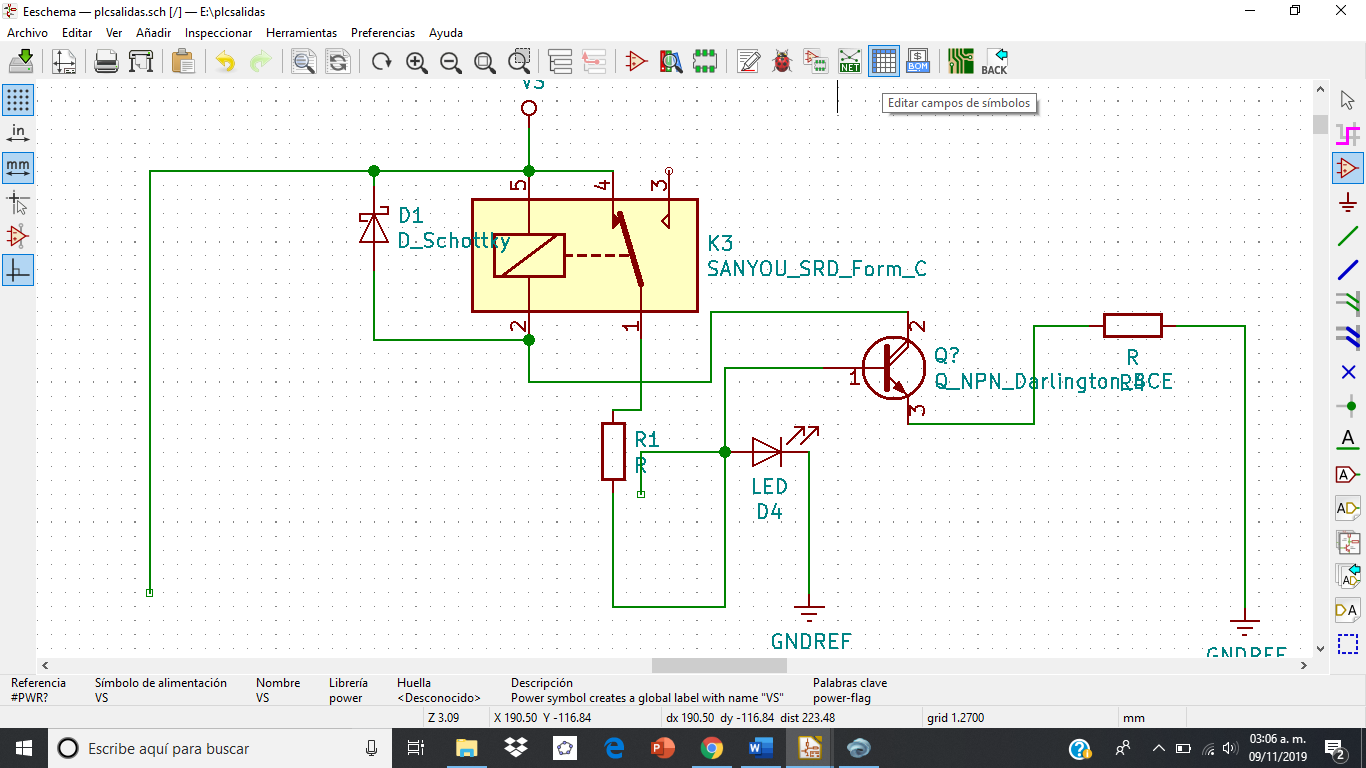 Eeschema — plcsalidas.sch [/] — E:\plcsalidas
Archivo Editar Ver Añadir Inspeccionar Herramientas Preferencias Ayuda
NET
BOM
BACK
Editar campos de símbolos
in
mm
VS
5
4
3
D1
D_Schottky
K3
SANYOU_SRD_Form_C
2
1
2
Q?
Q_NPN_Darlington_BCE
1
3
R
R4
R1
R
LED
D4
GNDREF
GNDREF
A
A
A
A
A
D A
Referencia Símbolo de alimentación Nombre Librería Huella Descripción Palabras clave
#PWR? VS VS power <Desconocido> Power symbol creates a global label with name "VS" power-flag
Z 3.09 X 190.50 Y -116.84 dx 190.50 dy -116.84 dist 223.48 grid 1.2700 mm
Escribe aquí para buscar
03:06 a. m.
09/11/2019
2